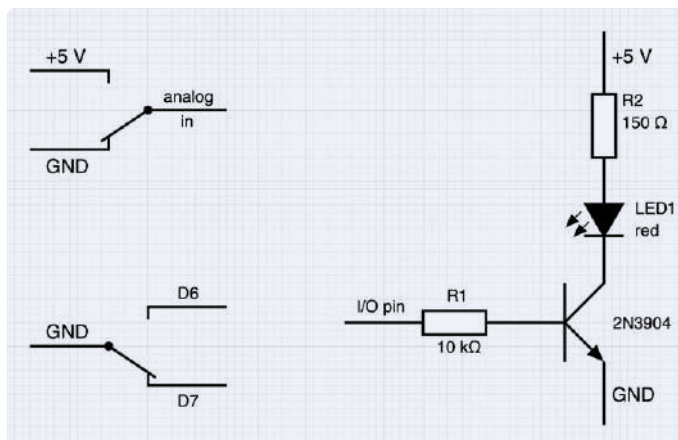 +5 V
analog
in
GND
D6
GND
D7
+5 V
R2
150 Ω
LED1
red
I/O pin
R1
10 kΩ
2N3904
GND